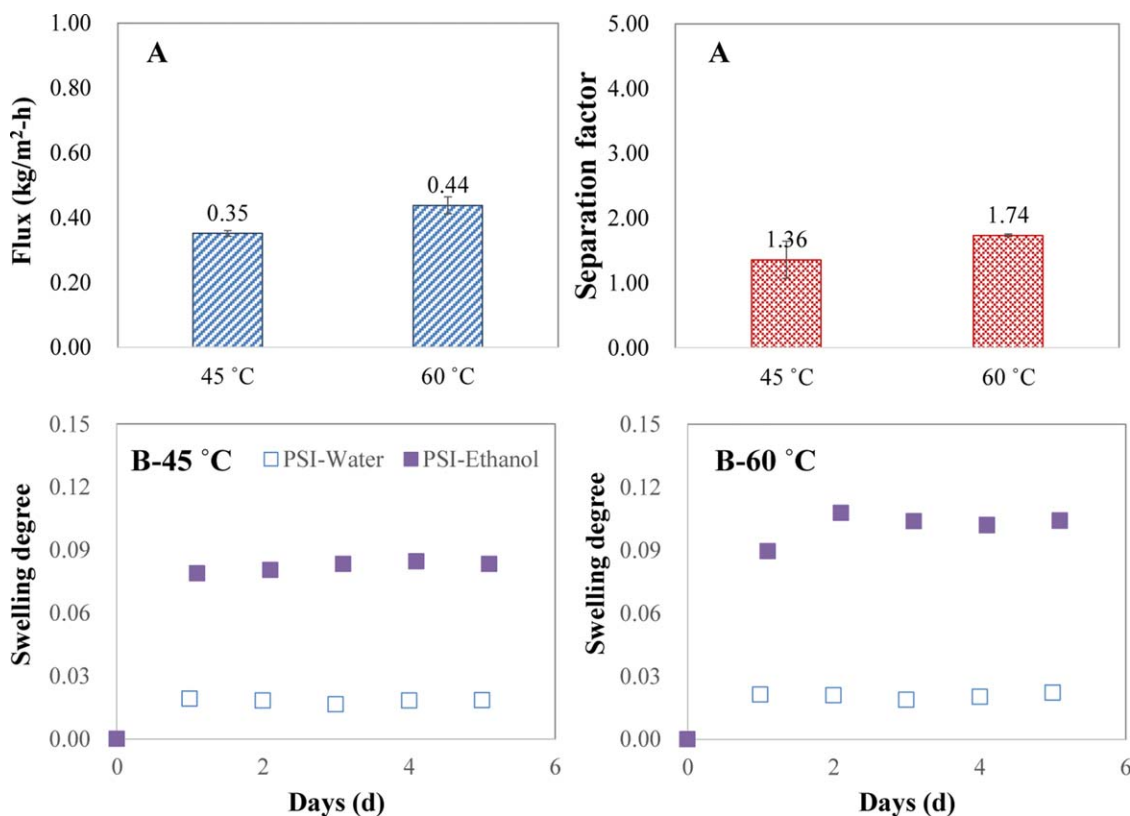 Flux (kg/m²-h)
1.00
0.80
0.60
0.40
0.20
0.00
A
0.35
0.44
45 ˚C
60 ˚C
Separation factor
5.00
4.00
3.00
2.00
1.00
0.00
A
1.36
1.74
45 ˚C
60 ˚C
Swelling degree
0.15
0.12
0.09
0.06
0.03
0.00
B-45 ˚C
PSI-Water
PSI-Ethanol
0
2
4
6
Days (d)
Swelling degree
0.15
0.12
0.09
0.06
0.03
0.00
B-60 ˚C
0
2
4
6
Days (d)